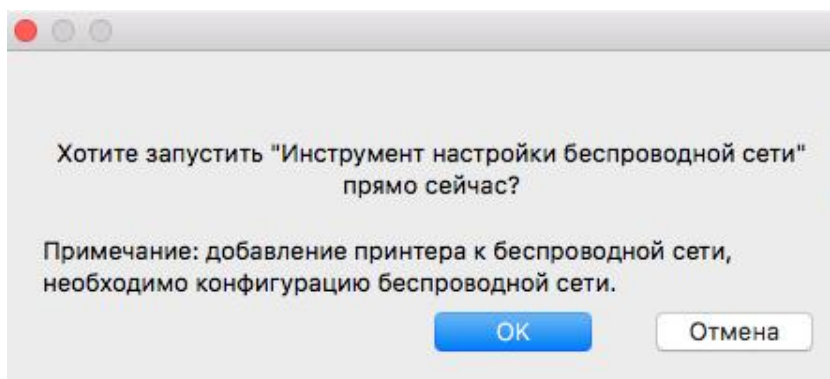 Хотите запустить "Инструмент настройки беспроводной сети"
прямо сейчас?
Примечание: добавление принтера к беспроводной сети,
необходимо конфигурацию беспроводной сети.
OK
Отмена